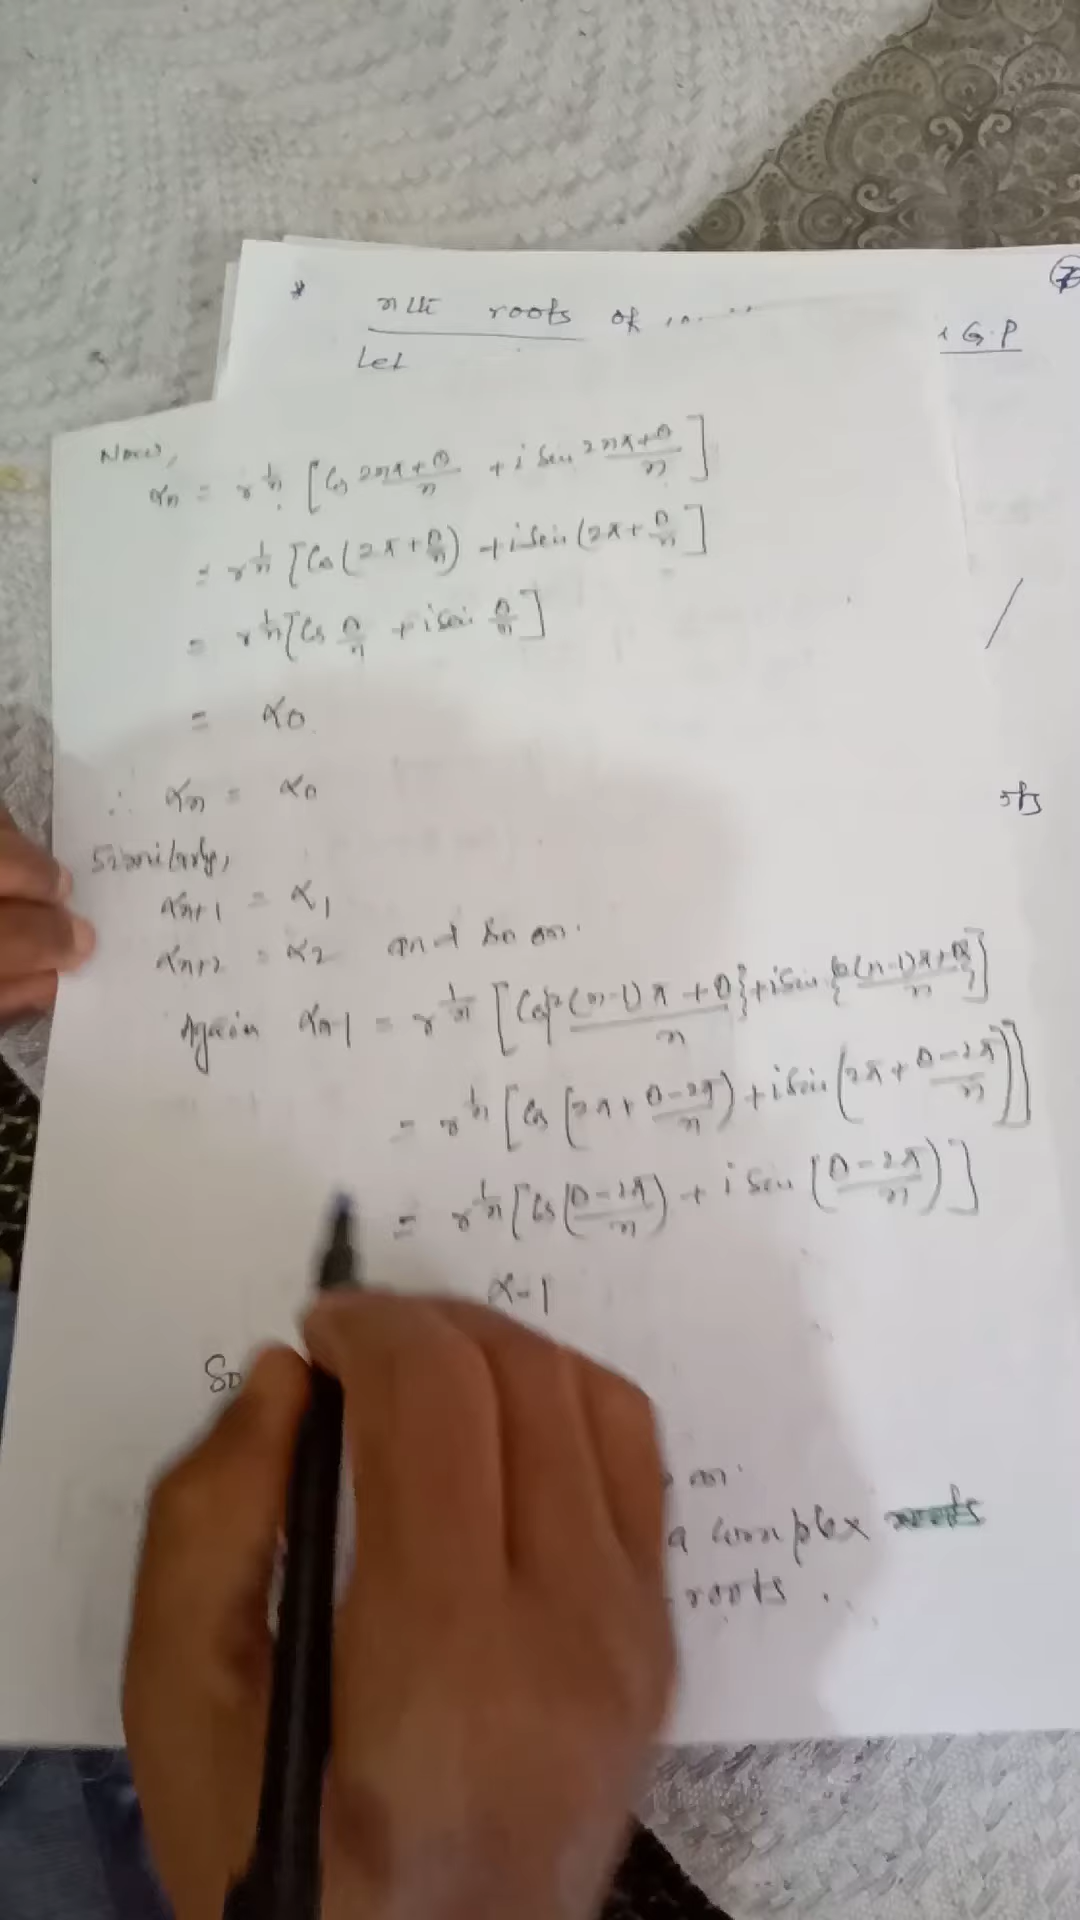 * nth roots of
7
G.P
Let
Now,
αn = r^1/n [Cos 2nπ+θ/n + i Sin 2nπ+θ/n]
= r^1/n [Cos(2π+θ/n) + i Sin(2π+θ/n]
= r^1/n [Cos θ/n + i Sin θ/n]
= α0
∴ αn = α0
Similarly,
αn+1 = α1
αn+2 = α2 and so on.
Again αn-1 = r^1/n [Cos{2(n-1)π+θ/n}+i Sin{2(n-1)π+θ/n}]
= r^1/n [Cos(2π+θ-2π/n)+i Sin(2π+θ-2π/n)]
= r^1/n [Cos(θ-2π/n) + i Sin(θ-2π/n)]
α-1
So
on.
a complex
roots.